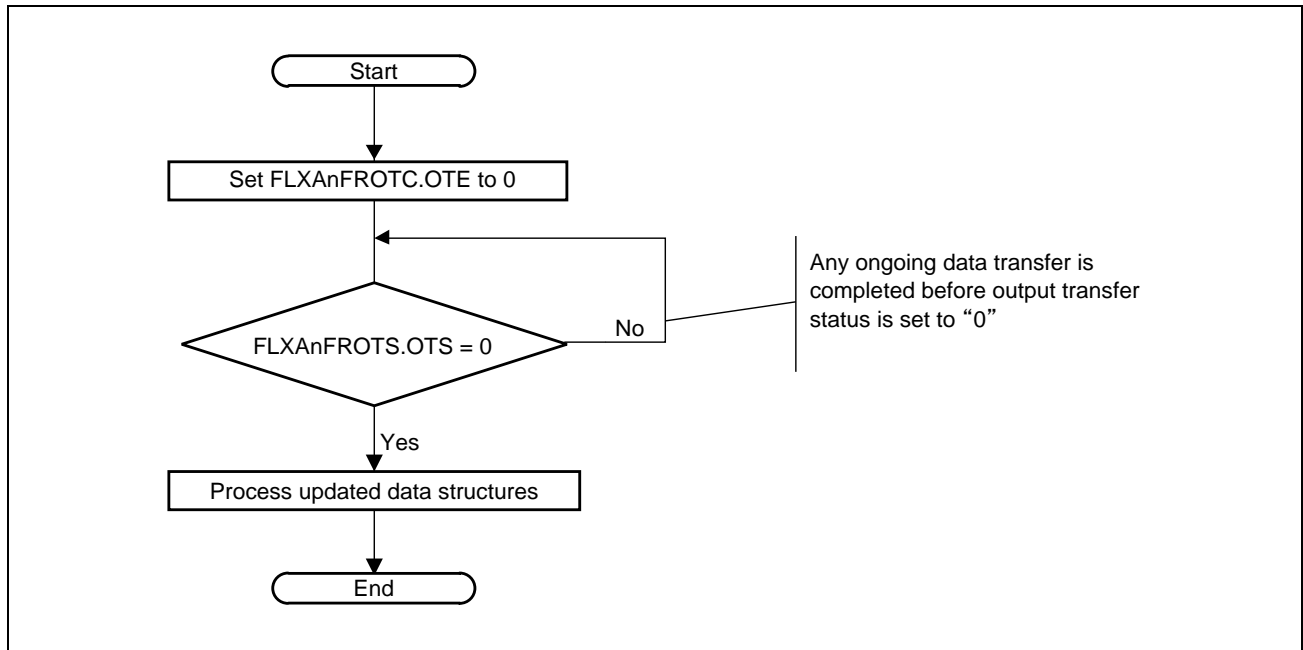 Start
Set FLXAnFROTC.OTE to 0
Any ongoing data transfer is
completed before output transfer
status is set to “0”
No
FLXAnFROTS.OTS = 0
Yes
Process updated data structures
End